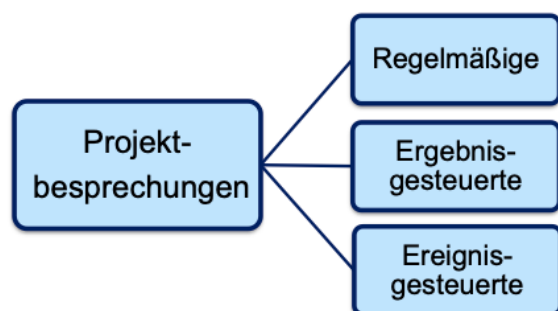 Projekt-
besprechungen
Regelmäßige
Ergebnis-
gesteuerte
Ereignis-
gesteuerte